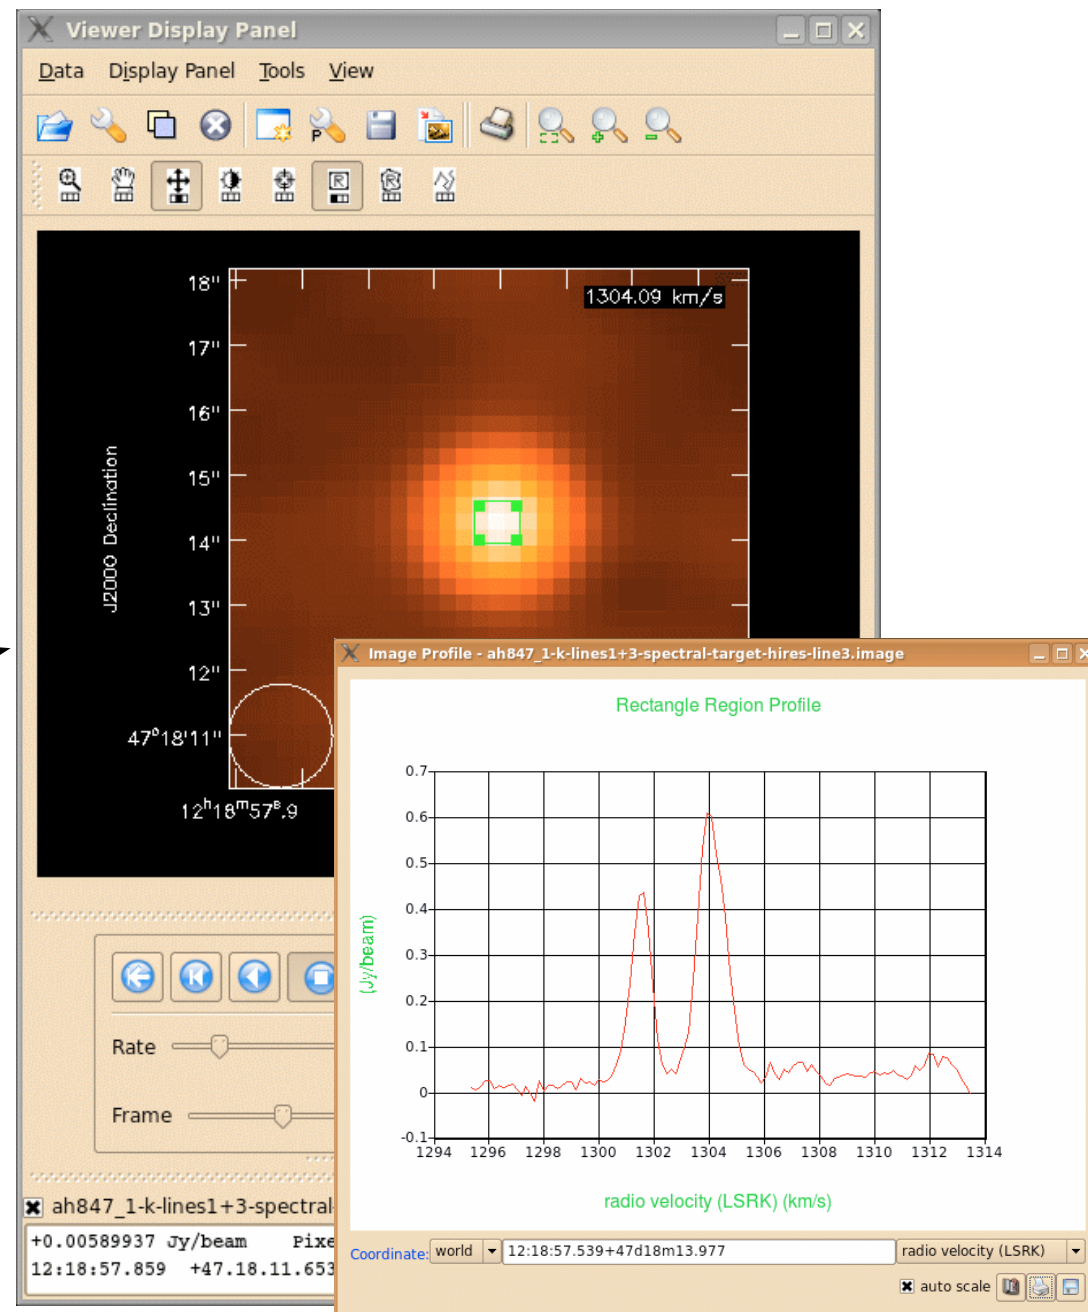 Viewer Display Panel
Data Display Panel Tools View
P
R
R
1304.09 km/s
18"
17"
16"
15"
14"
13"
12"
47°18'11"
J2000 Declination
12ʰ18ᵐ57ˢ.9
Rate
Frame
ah847_1-k-lines1+3-spectral-
+0.00589937 Jy/beam Pixe
12:18:57.859 +47.18.11.653
Image Profile - ah847_1-k-lines1+3-spectral-target-hires-line3.image
Rectangle Region Profile
0.7
0.6
0.5
0.4
0.3
0.2
0.1
0
-0.1
(Jy/beam)
1294 1296 1298 1300 1302 1304 1306 1308 1310 1312 1314
radio velocity (LSRK) (km/s)
Coordinate: world 12:18:57.539+47d18m13.977 radio velocity (LSRK)
auto scale